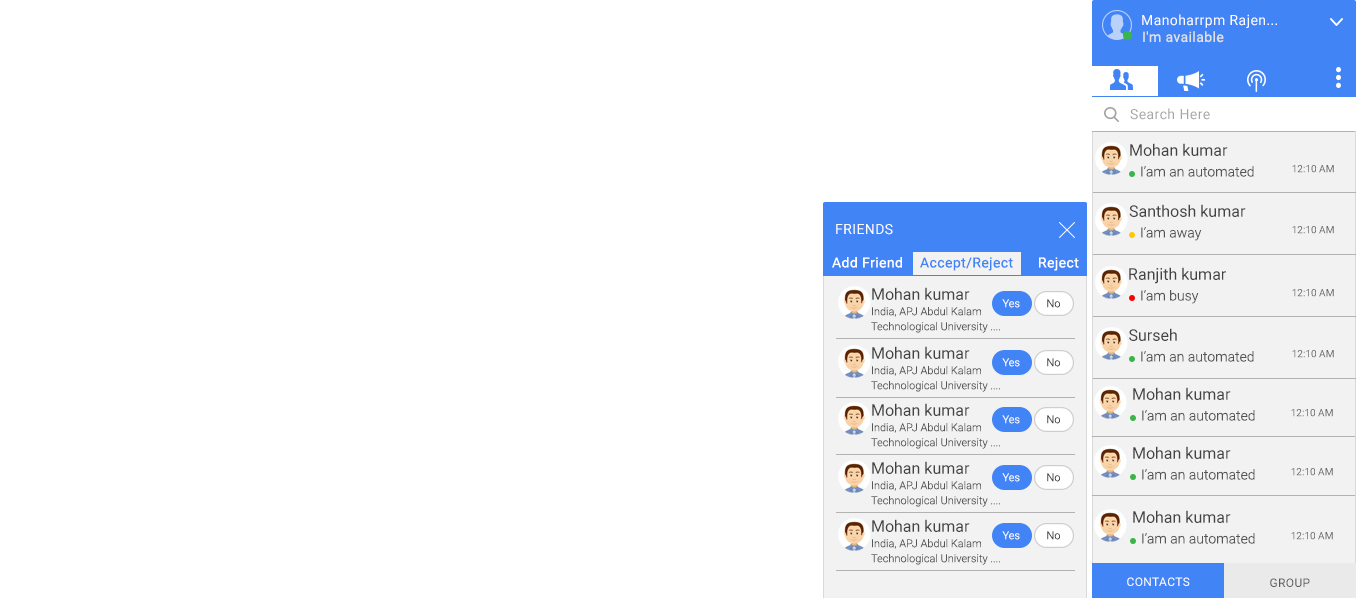 Manoharrpm Rajen...
I'm available
Search Here
Mohan kumar
I'am an automated
12:10 AM
Santhosh kumar
I'am away
12:10 AM
Ranjith kumar
I'am busy
12:10 AM
Surseh
I'am an automated
12:10 AM
Mohan kumar
I'am an automated
12:10 AM
Mohan kumar
I'am an automated
12:10 AM
Mohan kumar
I'am an automated
12:10 AM
CONTACTS GROUP
FRIENDS
Add Friend Accept/Reject Reject
Mohan kumar
India, APJ Abdul Kalam
Technological University ....
Yes No
Mohan kumar
India, APJ Abdul Kalam
Technological University ....
Yes No
Mohan kumar
India, APJ Abdul Kalam
Technological University ....
Yes No
Mohan kumar
India, APJ Abdul Kalam
Technological University ....
Yes No
Mohan kumar
India, APJ Abdul Kalam
Technological University ....
Yes No